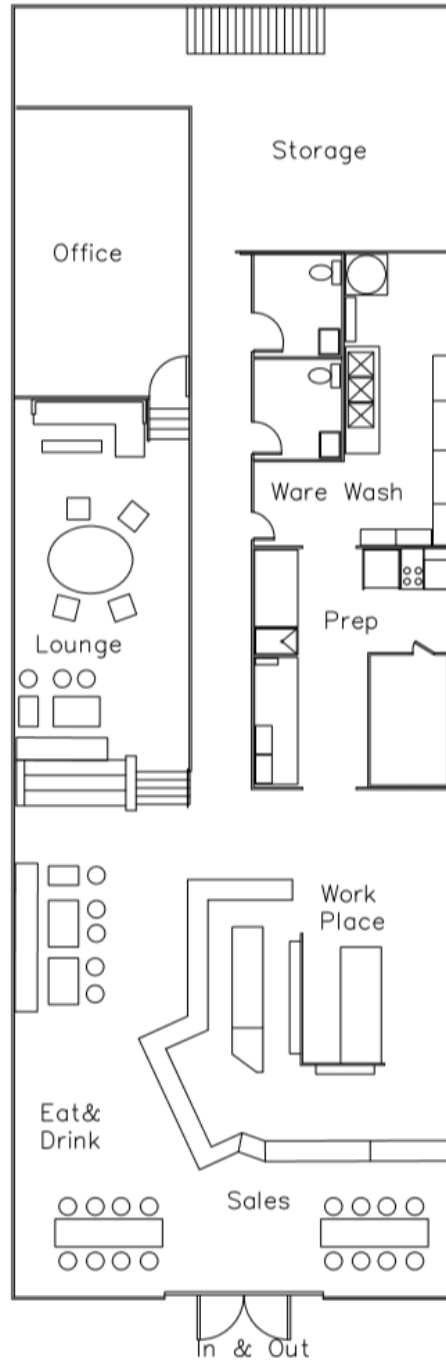 Storage
Office
Ware Wash
Prep
Lounge
Work
Place
Eat&
Drink
Sales
In & Out